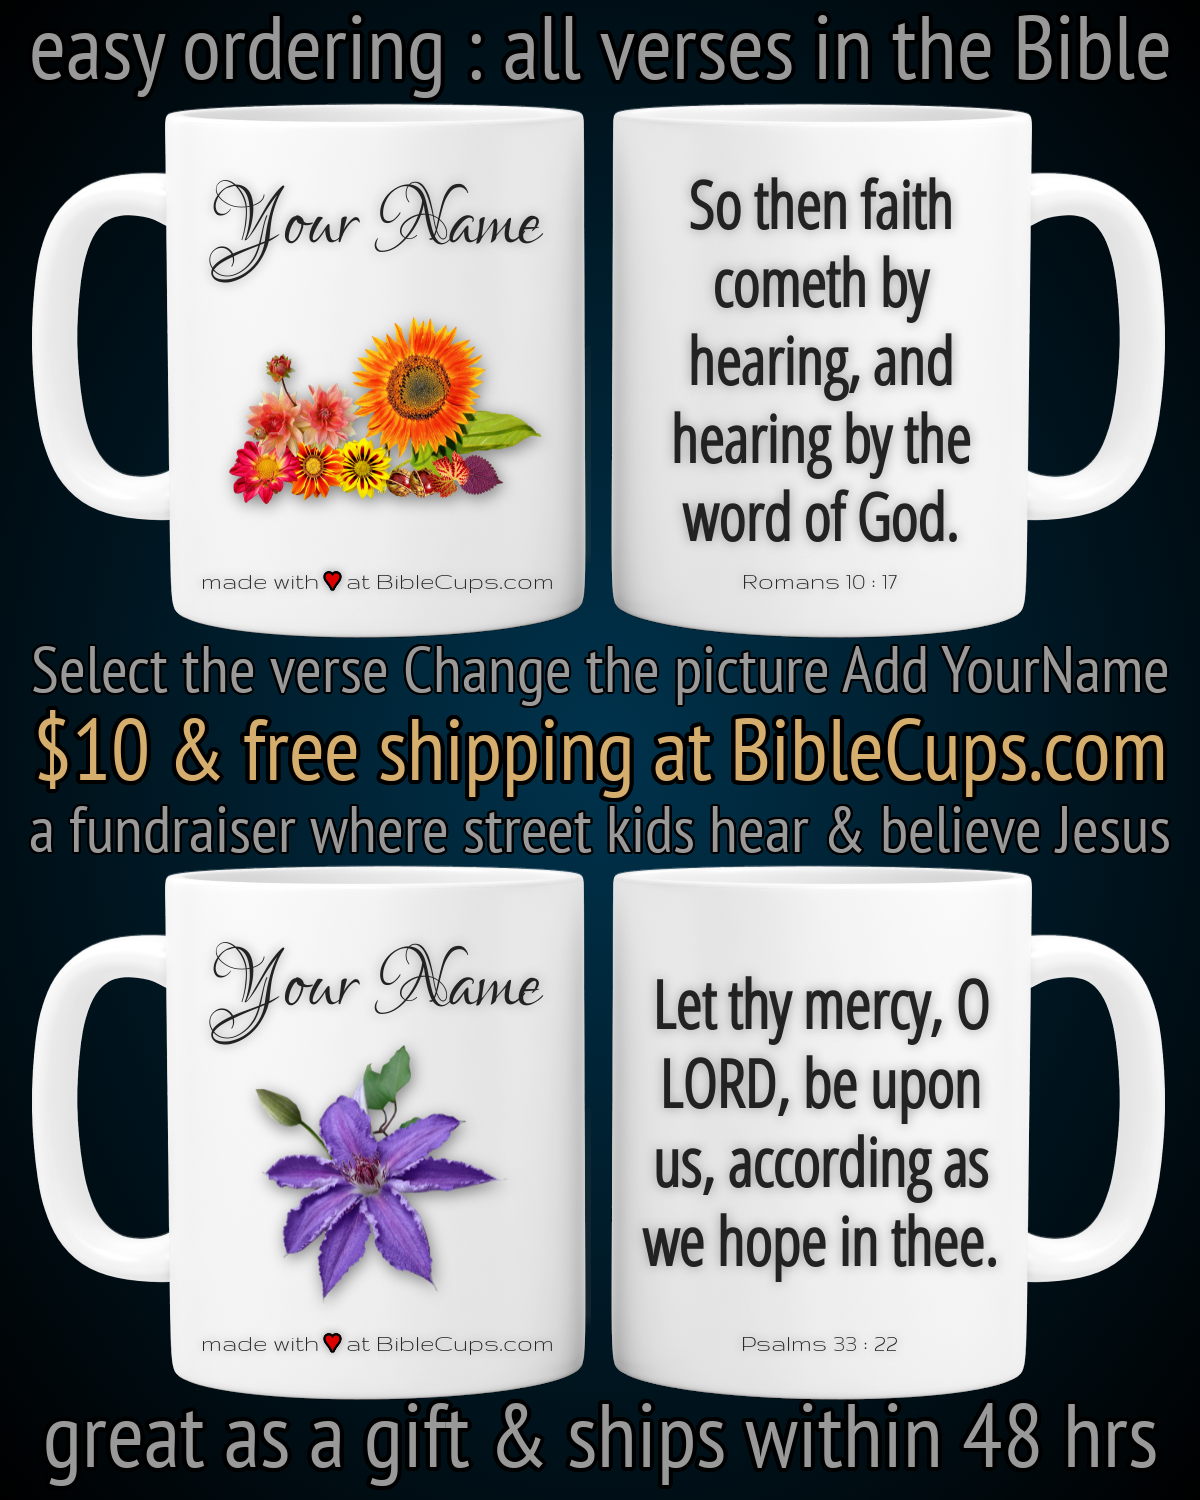 easy ordering : all verses in the Bible
Your Name
made with ♥ at BibleCups.com
So then faith
cometh by
hearing, and
hearing by the
word of God.
Romans 10 : 17
Select the verse Change the picture Add YourName
$10 & free shipping at BibleCups.com
a fundraiser where street kids hear & believe Jesus
Your Name
made with ♥ at BibleCups.com
Let thy mercy, O
LORD, be upon
us, according as
we hope in thee.
Psalms 33 : 22
great as a gift & ships within 48 hrs